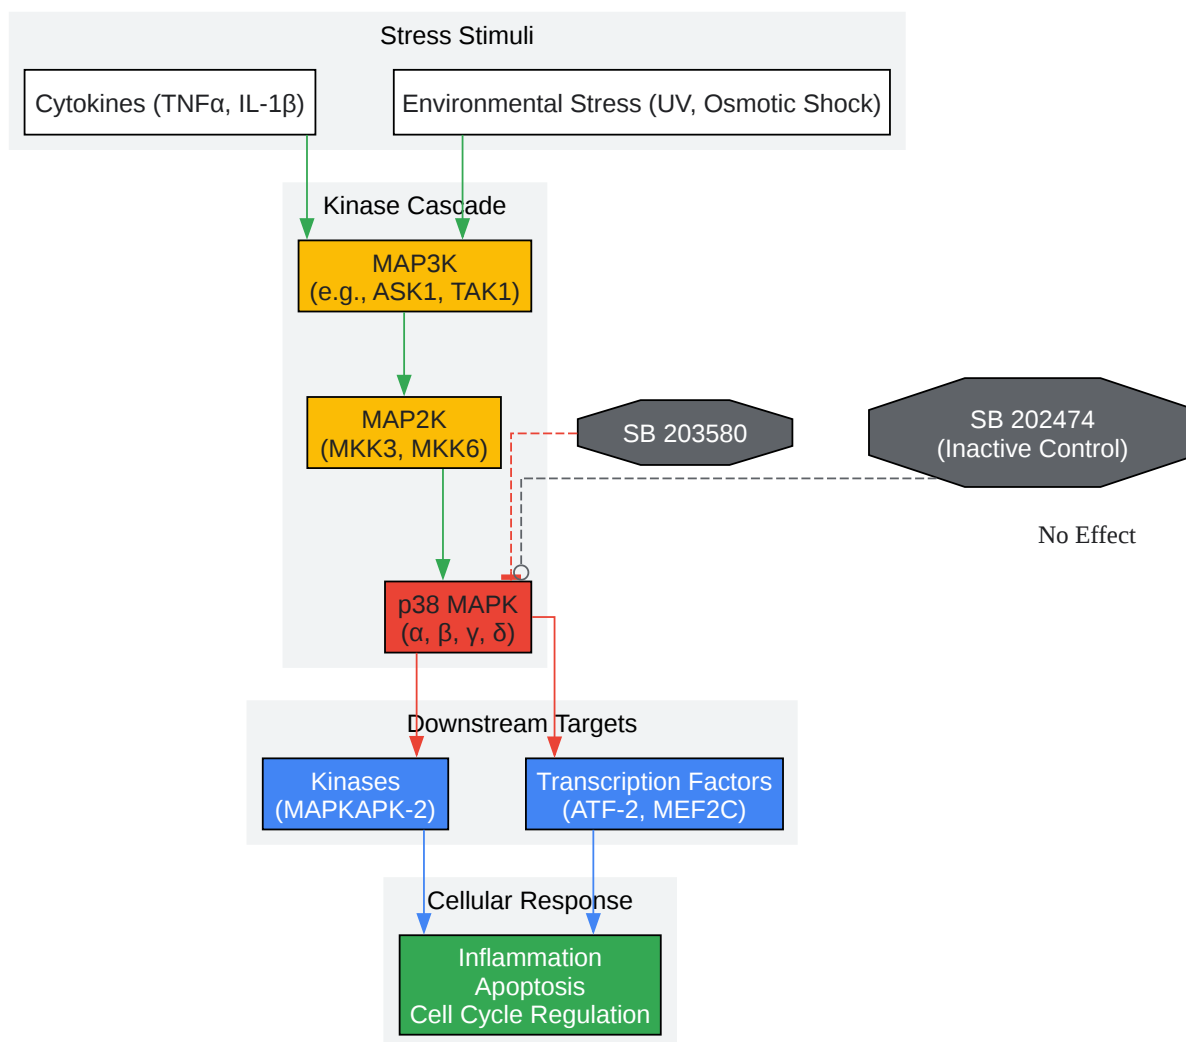 Stress Stimuli
Cytokines (TNFα, IL-1β)
Environmental Stress (UV, Osmotic Shock)
Kinase Cascade
MAP3K
(e.g., ASK1, TAK1)
MAP2K
(MKK3, MKK6)
SB 203580
SB 202474
(Inactive Control)
No Effect
p38 MAPK
(α, β, γ, δ)
Downstream Targets
Kinases
(MAPKAPK-2)
Transcription Factors
(ATF-2, MEF2C)
Cellular Response
Inflammation
Apoptosis
Cell Cycle Regulation